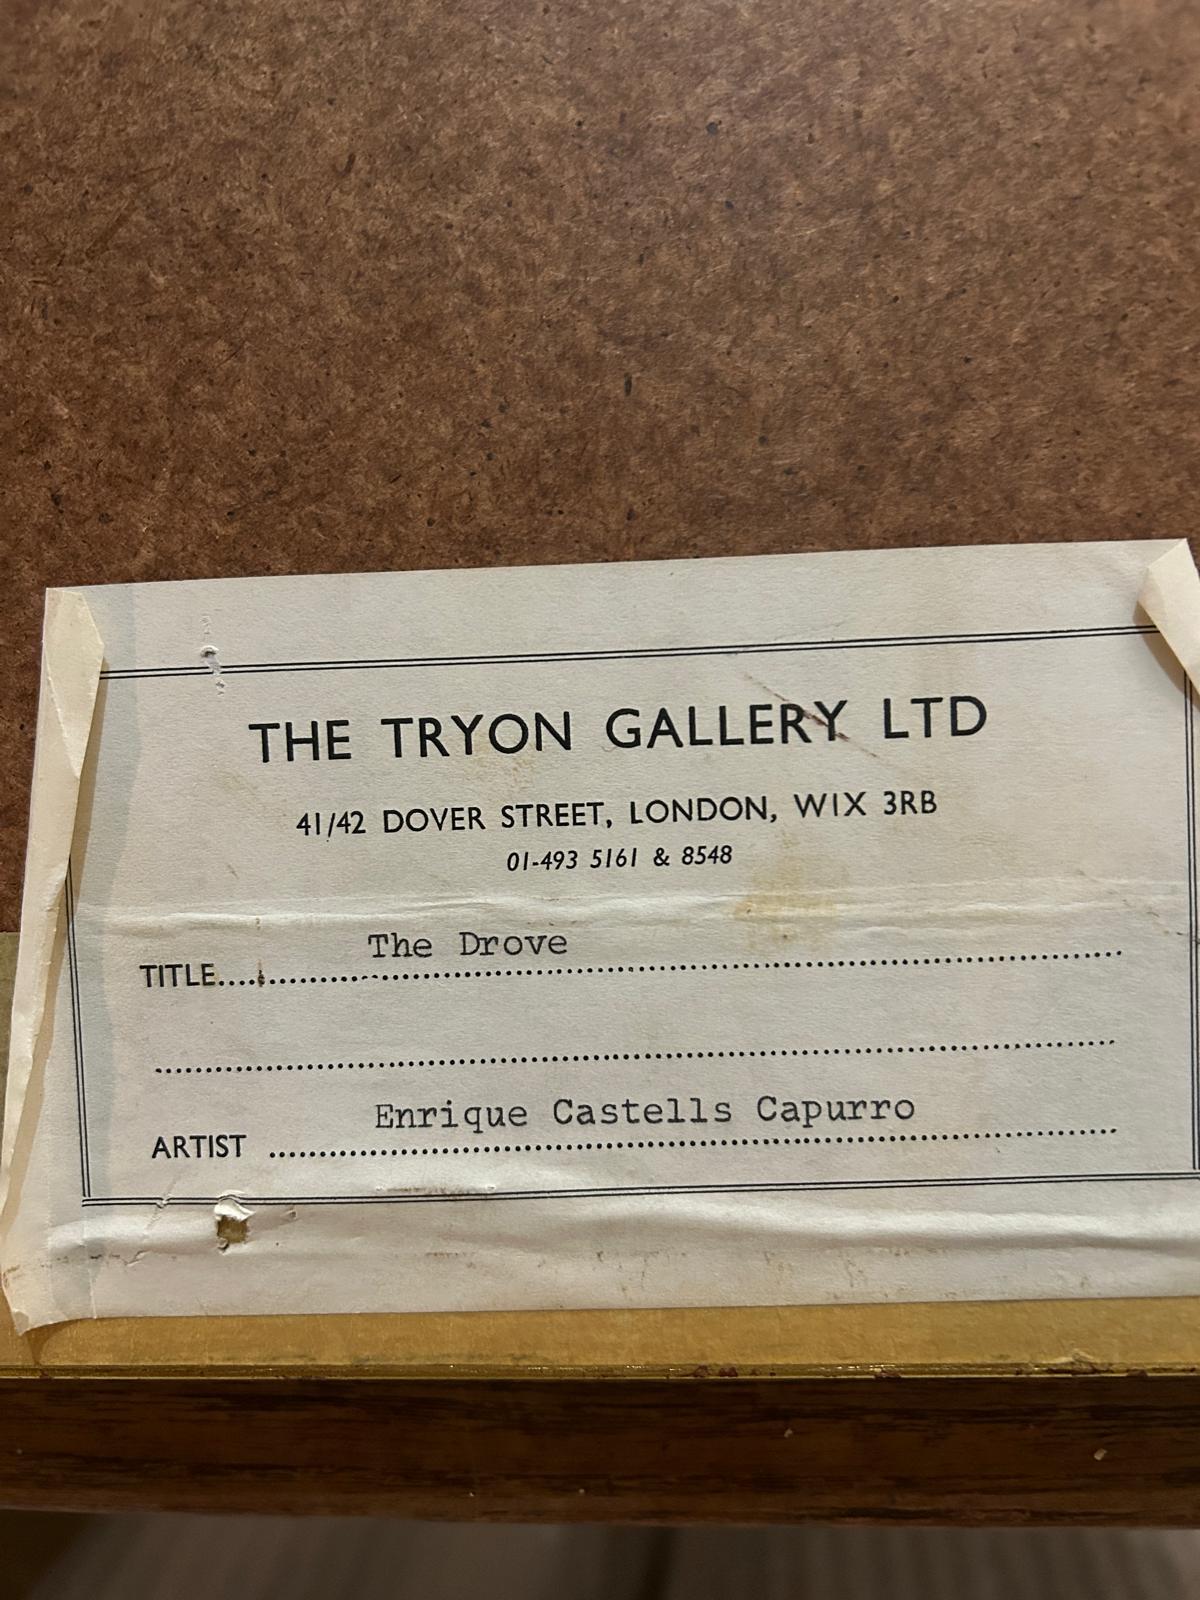 THE TRYON GALLERY LTD
41/42 DOVER STREET, LONDON, W1X 3RB
01-493 5161 & 8548
TITLE.... The Drove
ARTIST .... Enrique Castells Capurro